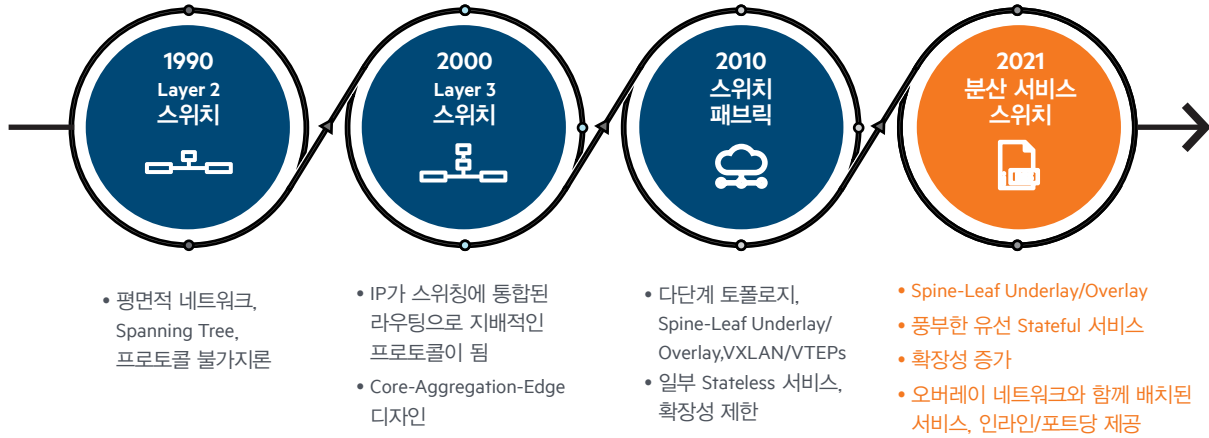 1990
Layer 2
스위치
2000
Layer 3
스위치
2010
스위치
패브릭
2021
분산 서비스
스위치
• 평면적 네트워크,
Spanning Tree,
프로토콜 불가지론
• IP가 스위칭에 통합된
라우팅으로 지배적인
프로토콜이 됨
• Core-Aggregation-Edge
디자인
• 다단계 토폴로지,
Spine-Leaf Underlay/
Overlay,VXLAN/VTEPs
• 일부 Stateless 서비스,
확장성 제한
• Spine-Leaf Underlay/Overlay
• 풍부한 유선 Stateful 서비스
• 확장성 증가
• 오버레이 네트워크와 함께 배치된
서비스, 인라인/포트당 제공